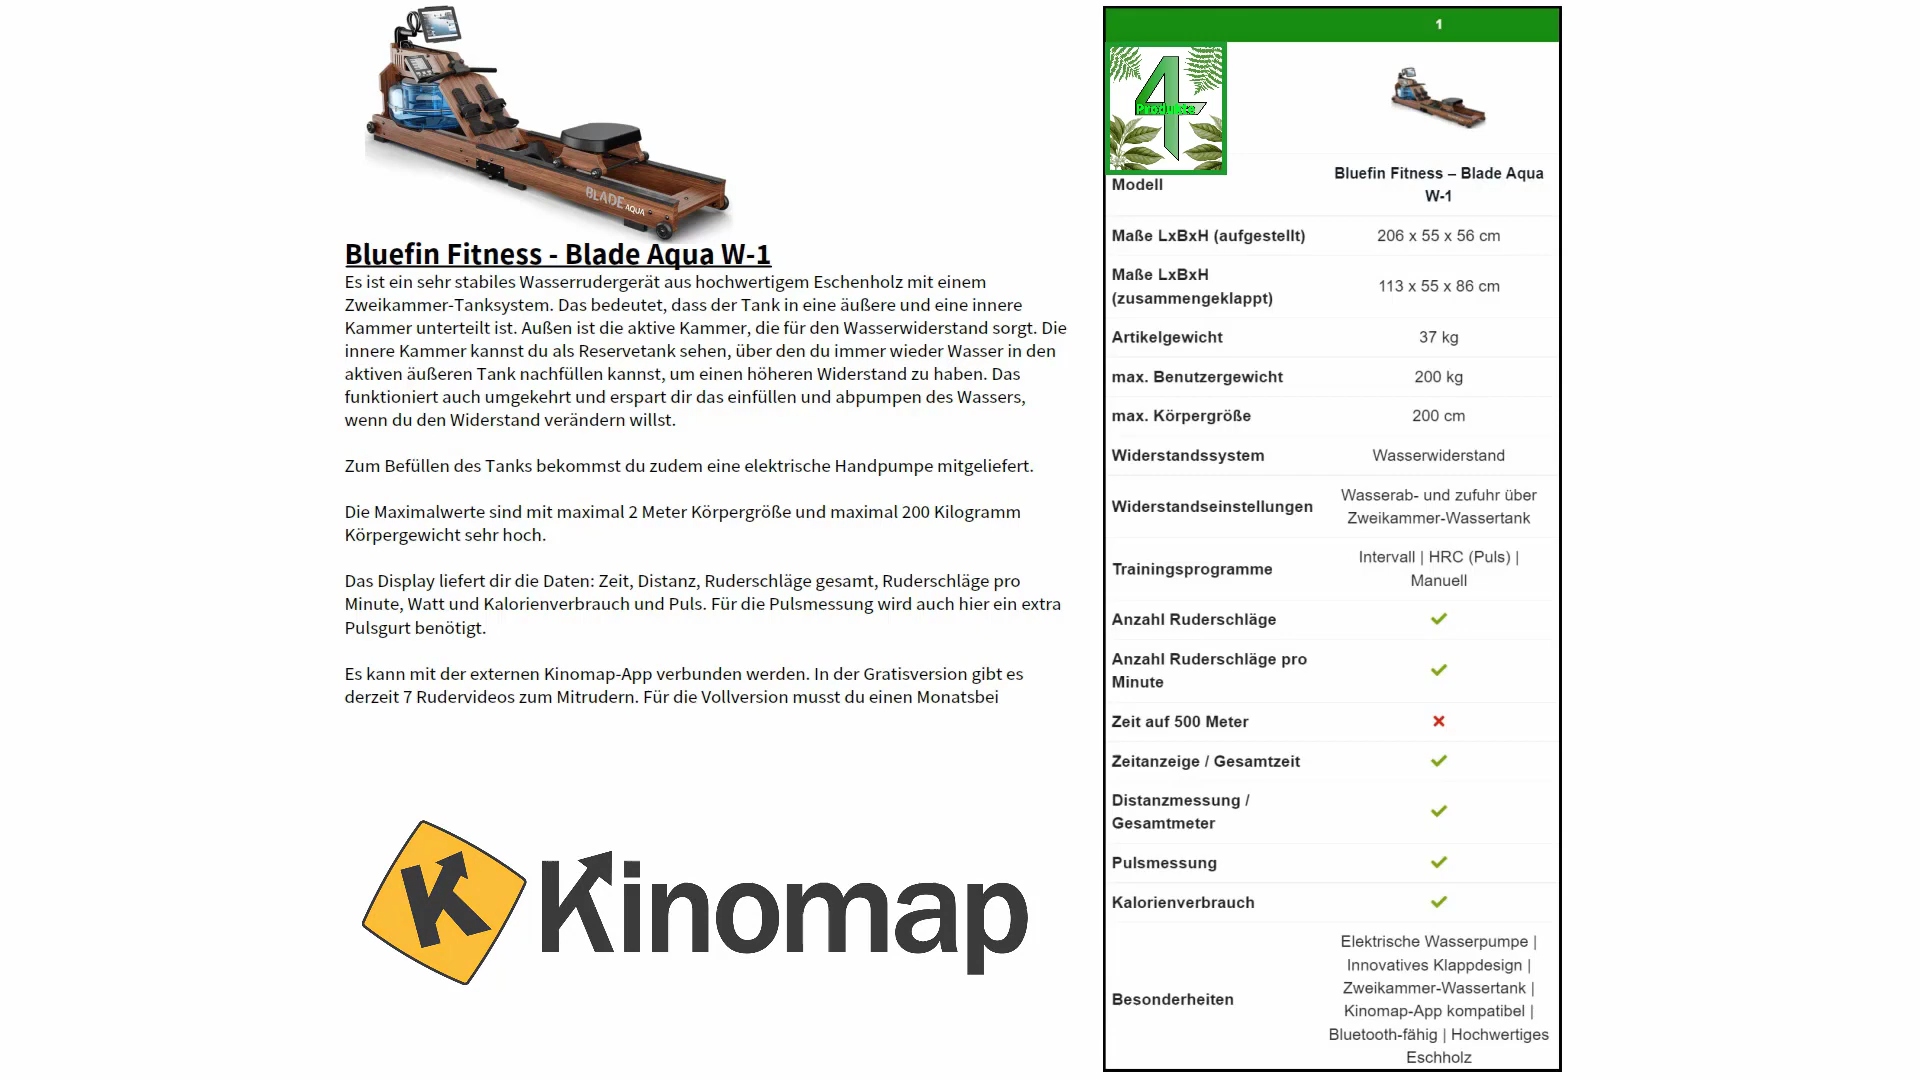 BLADE AQUA
Bluefin Fitness - Blade Aqua W-1
Es ist ein sehr stabiles Wasserrudergerät aus hochwertigem Eschenholz mit einem
Zweikammer-Tanksystem. Das bedeutet, dass der Tank in eine äußere und eine innere
Kammer unterteilt ist. Außen ist die aktive Kammer, die für den Wasserwiderstand sorgt. Die
innere Kammer kannst du als Reservetank sehen, über den du immer wieder Wasser in den
aktiven äußeren Tank nachfüllen kannst, um einen höheren Widerstand zu haben. Das
funktioniert auch umgekehrt und erspart dir das einfüllen und abpumpen des Wassers,
wenn du den Widerstand verändern willst.
Zum Befüllen des Tanks bekommst du zudem eine elektrische Handpumpe mitgeliefert.
Die Maximalwerte sind mit maximal 2 Meter Körpergröße und maximal 200 Kilogramm
Körpergewicht sehr hoch.
Das Display liefert dir die Daten: Zeit, Distanz, Ruderschläge gesamt, Ruderschläge pro
Minute, Watt und Kalorienverbrauch und Puls. Für die Pulsmessung wird auch hier ein extra
Pulsgurt benötigt.
Es kann mit der externen Kinomap-App verbunden werden. In der Gratisversion gibt es
derzeit 7 Rudervideos zum Mitrudern. Für die Vollversion musst du einen Monatsbei
K Kinomap
1
4
Produkte
Modell
Bluefin Fitness – Blade Aqua
W-1
Maße LxBxH (aufgestellt)
206 x 55 x 56 cm
Maße LxBxH
(zusammengeklappt)
113 x 55 x 86 cm
Artikelgewicht
37 kg
max. Benutzergewicht
200 kg
max. Körpergröße
200 cm
Widerstandssystem
Wasserwiderstand
Widerstandseinstellungen
Wasserab- und zufuhr über
Zweikammer-Wassertank
Trainingsprogramme
Intervall | HRC (Puls) |
Manuell
Anzahl Ruderschläge
Anzahl Ruderschläge pro
Minute
Zeit auf 500 Meter
Zeitanzeige / Gesamtzeit
Distanzmessung /
Gesamtmeter
Pulsmessung
Kalorienverbrauch
Besonderheiten
Elektrische Wasserpumpe |
Innovatives Klappdesign |
Zweikammer-Wassertank |
Kinomap-App kompatibel |
Bluetooth-fähig | Hochwertiges
Eschholz